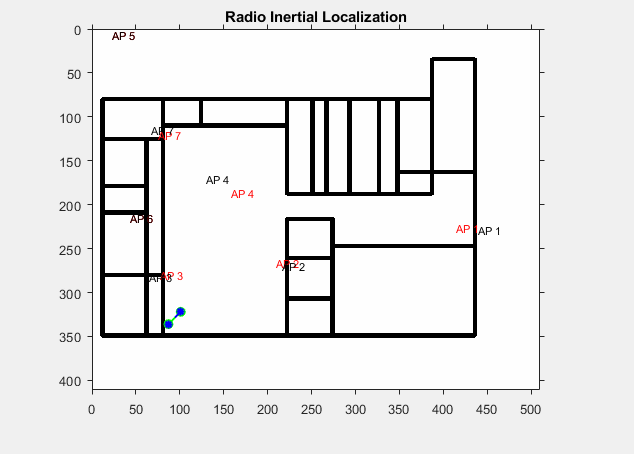 Radio Inertial Localization
0
AP 5
50
100
AP 7
AP 7
150
AP 4
AP 4
200
AP 6
AP 1
250
AP 2
AP 2
AP 3
AP 3
300
350
400
0 50 100 150 200 250 300 350 400 450 500